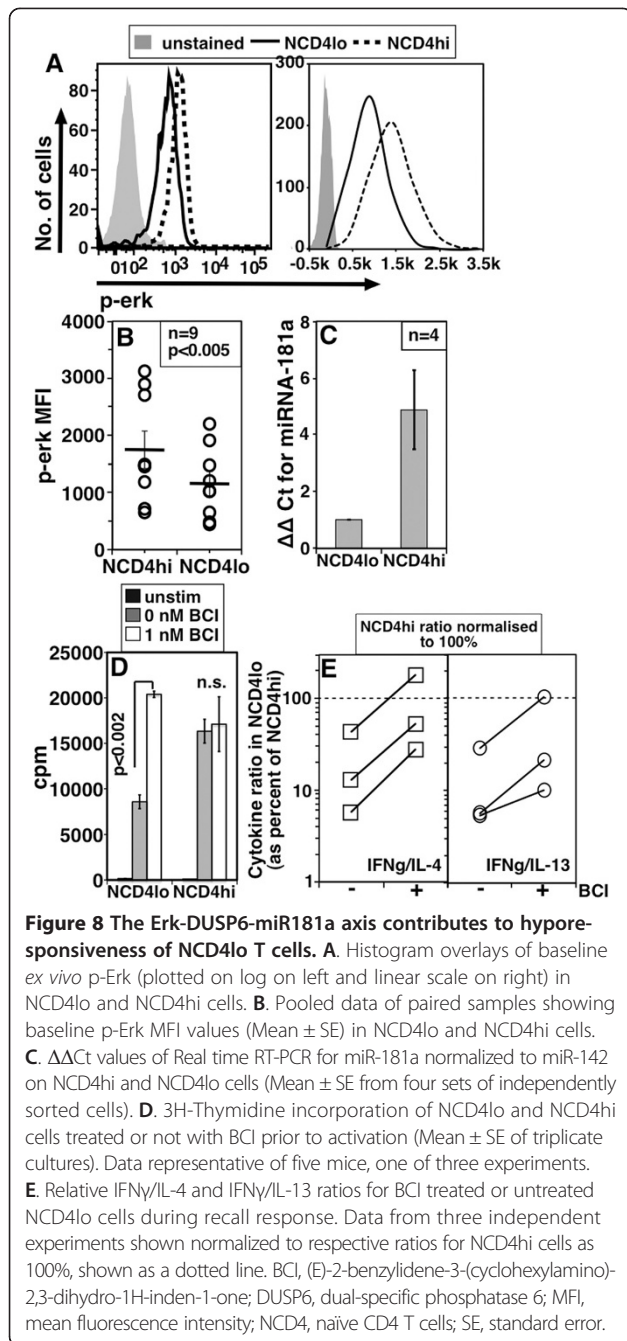 unstained NCD4lo NCD4hi
A
80
60
40
20
0
No. of cells
0 10² 10³ 10⁴ 10⁵
300
200
100
0
-0.5k 0.5k 1.5k 2.5k 3.5k
p-erk
B
n=9
p<0.005
4000
3000
2000
1000
0
p-erk MFI
NCD4hi NCD4lo
C
n=4
8
6
4
2
0
ΔΔ Ct for miRNA-181a
NCD4lo NCD4hi
unstim
0 nM BCI
1 nM BCI
D
25000
20000
15000
10000
5000
0
cpm
p<0.002
n.s.
NCD4lo NCD4hi
NCD4hi ratio normalised
to 100%
E
Cytokine ratio in NCD4lo
(as percent of NCD4hi)
100
10
1
IFNg/IL-4 IFNg/IL-13
- + - + BCI
Figure 8 The Erk-DUSP6-miR181a axis contributes to hypore-
sponsiveness of NCD4lo T cells. A. Histogram overlays of baseline
ex vivo p-Erk (plotted on log on left and linear scale on right) in
NCD4lo and NCD4hi cells. B. Pooled data of paired samples showing
baseline p-Erk MFI values (Mean ± SE) in NCD4lo and NCD4hi cells.
C. ΔΔCt values of Real time RT-PCR for miR-181a normalized to miR-142
on NCD4hi and NCD4lo cells (Mean ± SE from four sets of independently
sorted cells). D. 3H-Thymidine incorporation of NCD4lo and NCD4hi
cells treated or not with BCI prior to activation (Mean ± SE of triplicate
cultures). Data representative of five mice, one of three experiments.
E. Relative IFNγ/IL-4 and IFNγ/IL-13 ratios for BCI treated or untreated
NCD4lo cells during recall response. Data from three independent
experiments shown normalized to respective ratios for NCD4hi cells as
100%, shown as a dotted line. BCI, (E)-2-benzylidene-3-(cyclohexylamino)-
2,3-dihydro-1H-inden-1-one; DUSP6, dual-specific phosphatase 6; MFI,
mean fluorescence intensity; NCD4, naïve CD4 T cells; SE, standard error.